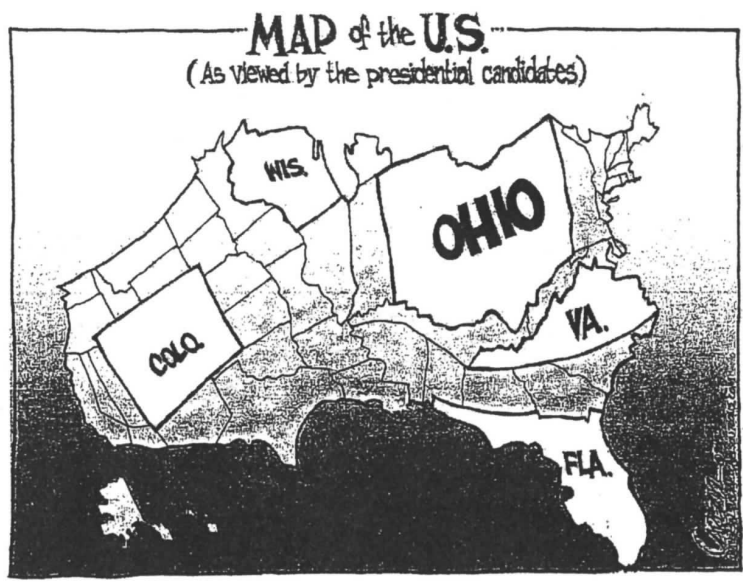 MAP of the U.S.
(As viewed by the presidential candidates)
WIS.
OHIO
VA.
COLO.
FLA.